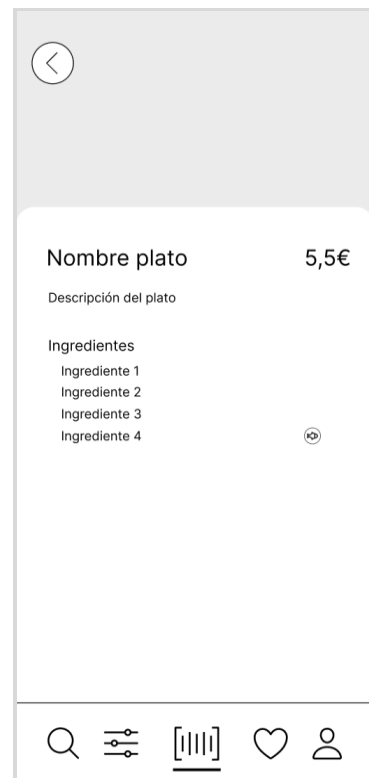 Nombre plato 5,5€
Descripción del plato
Ingredientes
Ingrediente 1
Ingrediente 2
Ingrediente 3
Ingrediente 4